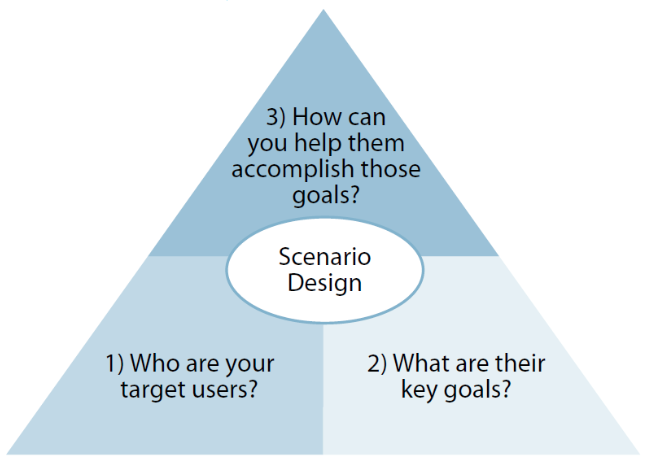 3) How can
you help them
accomplish those
goals?
Scenario
Design
1) Who are your
target users?
2) What are their
key goals?